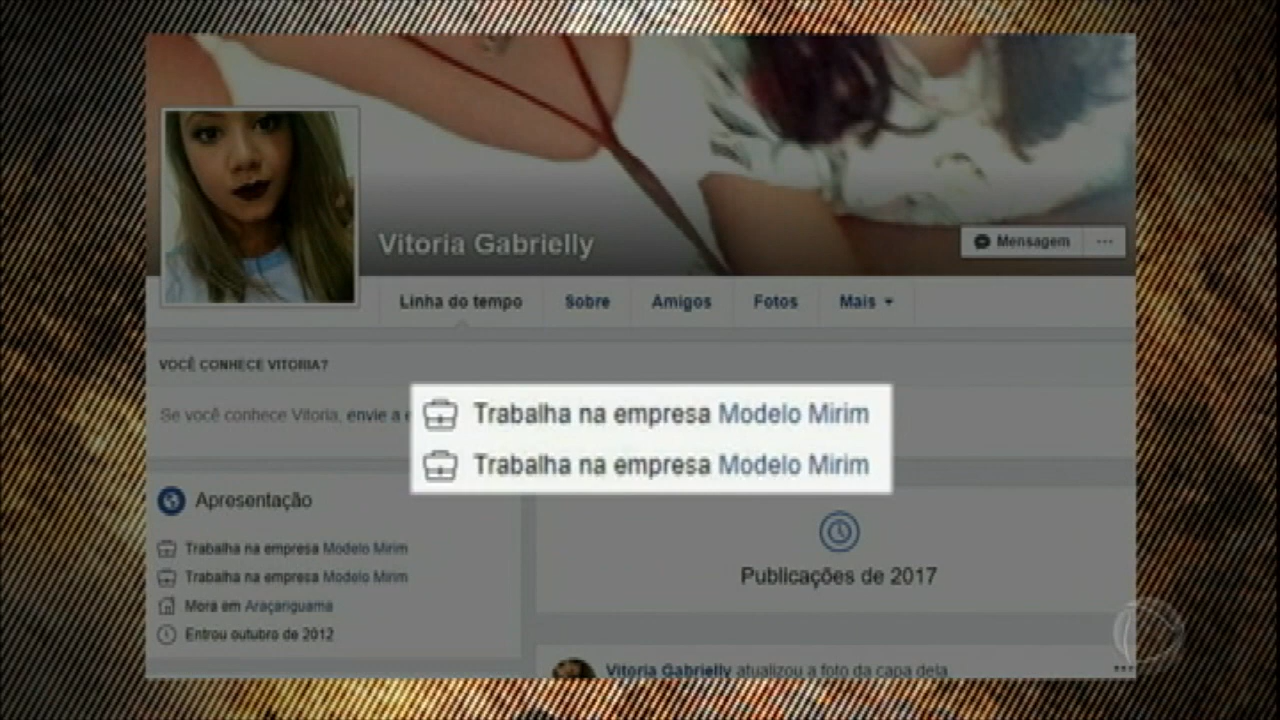 Vitoria Gabrielly
Mensagem
Linha do tempo
Sobre
Amigos
Fotos
Mais
VOCÊ CONHECE VITORIA?
Se você conhece Vitoria, envie a
Trabalha na empresa Modelo Mirim
Trabalha na empresa Modelo Mirim
Apresentação
Trabalha na empresa Modelo Mirim
Trabalha na empresa Modelo Mirim
Mora em Araçariguama
Entrou outubro de 2012
Publicações de 2017
Vitoria Gabrielly atualizou a foto da capa dela.